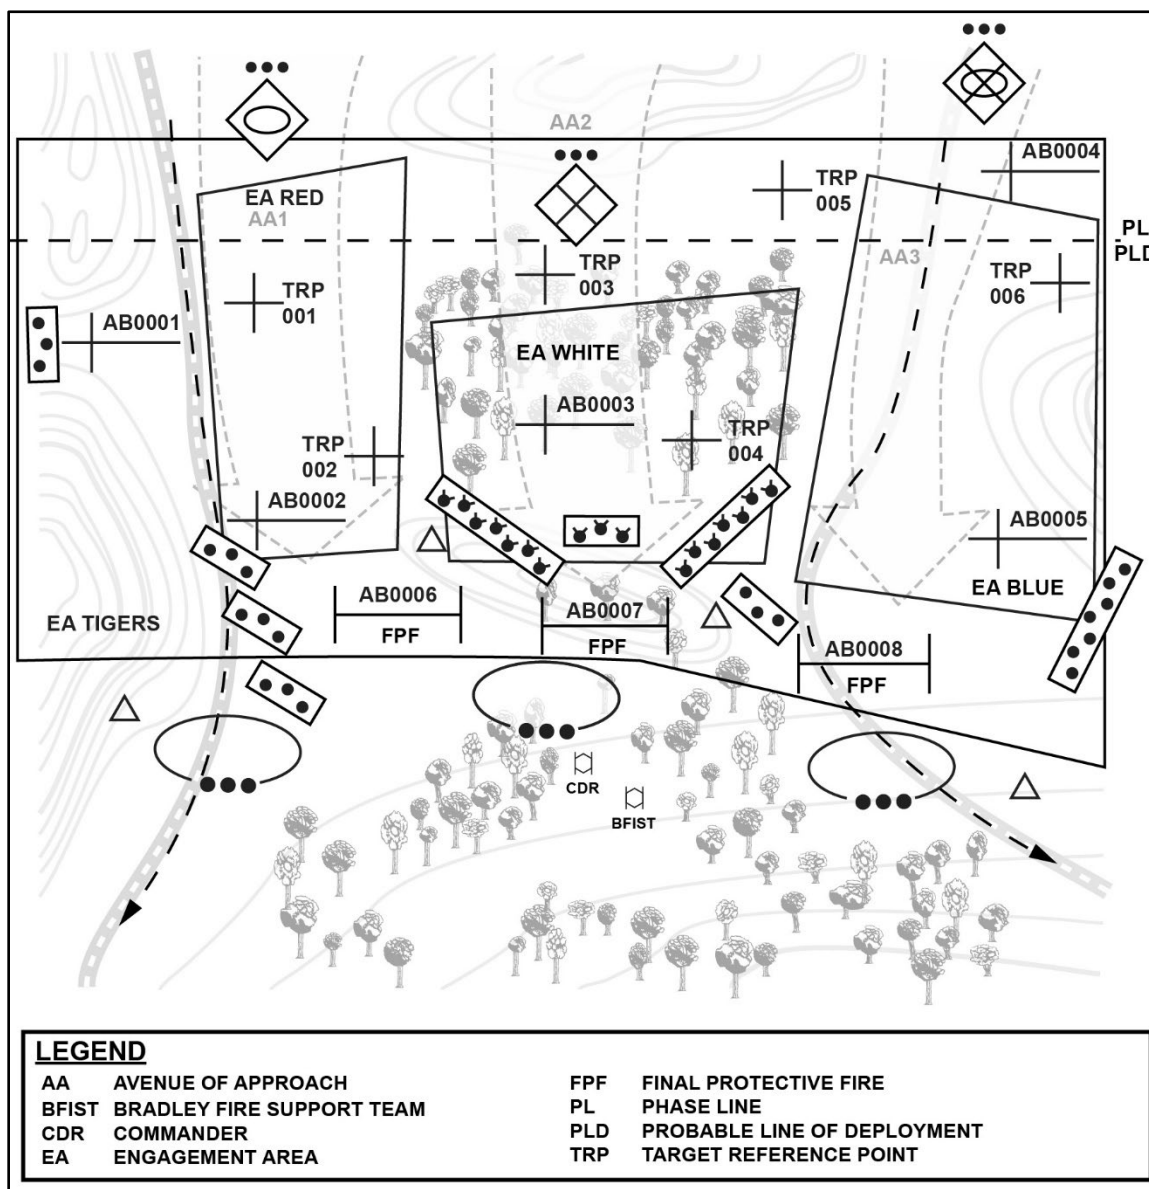 AA2
AB0004
EA RED
AA1
TRP
005
PL
PLD
AA3
TRP
001
TRP
003
TRP
006
AB0001
EA WHITE
AB0003
TRP
002
TRP
004
AB0002
AB0005
EA TIGERS
AB0006
FPF
AB0007
FPF
EA BLUE
AB0008
FPF
CDR
BFIST
LEGEND
AA AVENUE OF APPROACH
BFIST BRADLEY FIRE SUPPORT TEAM
CDR COMMANDER
EA ENGAGEMENT AREA
FPF FINAL PROTECTIVE FIRE
PL PHASE LINE
PLD PROBABLE LINE OF DEPLOYMENT
TRP TARGET REFERENCE POINT